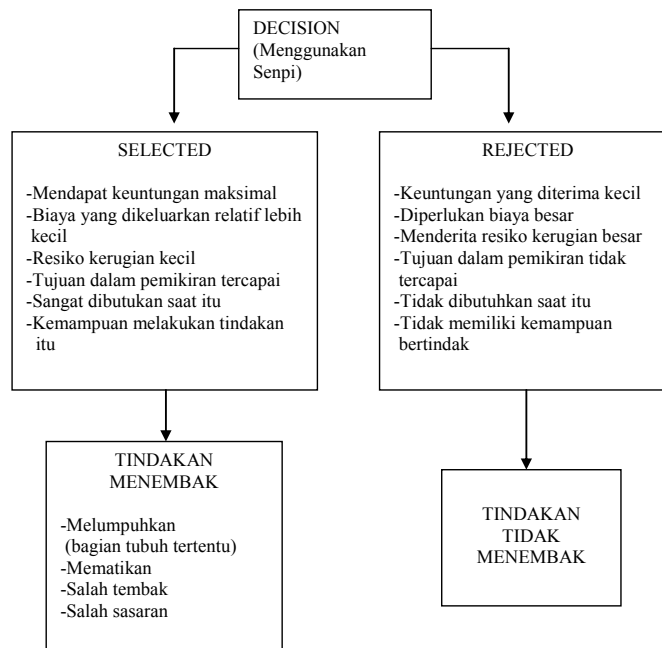 DECISION
(Menggunakan
Senpi)
SELECTED
-Mendapat keuntungan maksimal
-Biaya yang dikeluarkan relatif lebih
kecil
-Resiko kerugian kecil
-Tujuan dalam pemikiran tercapai
-Sangat dibutukan saat itu
-Kemampuan melakukan tindakan
itu
REJECTED
-Keuntungan yang diterima kecil
-Diperlukan biaya besar
-Menderita resiko kerugian besar
-Tujuan dalam pemikiran tidak
tercapai
-Tidak dibutuhkan saat itu
-Tidak memiliki kemampuan
bertindak
TINDAKAN
MENEMBAK
-Melumpuhkan
(bagian tubuh tertentu)
-Mematikan
-Salah tembak
-Salah sasaran
TINDAKAN
TIDAK
MENEMBAK